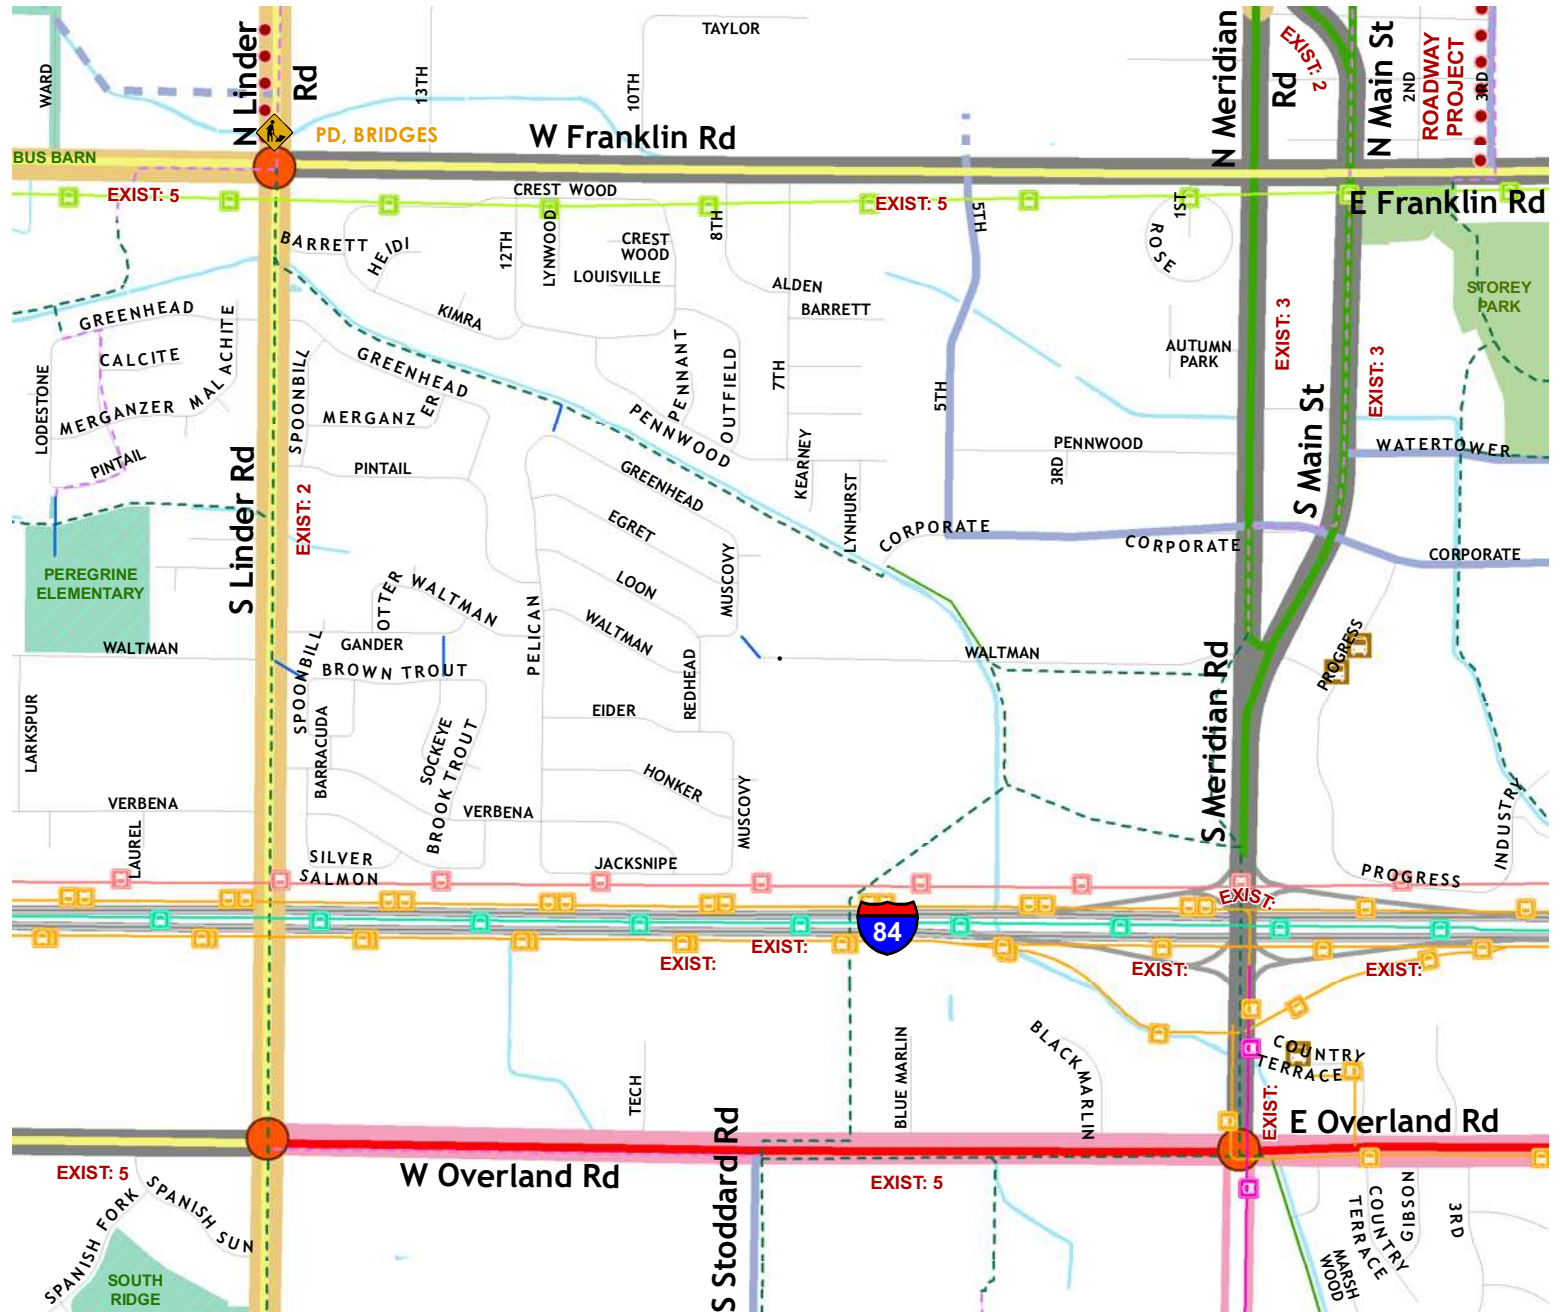 TAYLOR
WARD
N Linder
Rd
13TH
10TH
N Meridian
Rd
EXIST: 2
N Main St
2ND
ROADWAY
PROJECT
3RD
PD, BRIDGES
W Franklin Rd
BUS BARN
EXIST: 5
CREST WOOD
EXIST: 5
E Franklin Rd
BARRETT
HEIDI
12TH
LYNWOOD
CREST
WOOD
LOUISVILLE
8TH
5TH
1ST
ROSE
ALDEN
BARRETT
STOREY
PARK
GREENHEAD
KIMRA
MALACHITE
CALCITE
SPOONBILL
GREENHEAD
PENNANT
OUTFIELD
7TH
5TH
AUTUMN
PARK
EXIST: 3
EXIST: 3
LODESTONE
MERGANZER
MERGANZER
PENNWOOD
PENNWOOD
S Main St
WATERTOWER
PINTAIL
S Linder Rd
EXIST: 2
PINTAIL
GREENHEAD
KEARNEY
LYNHURST
3RD
EGRET
CORPORATE
CORPORATE
CORPORATE
PEREGRINE
ELEMENTARY
OTTER
WALTMAN
LOON
MUSCOVY
WALTMAN
GANDER
PELICAN
WALTMAN
WALTMAN
PROGRESS
SPOONBILL
BROWN TROUT
REDHEAD
S Meridian Rd
LARKSPUR
BARRACUDA
SOCKEYE
BROOK TROUT
EIDER
HONKER
MUSCOVY
VERBENA
VERBENA
INDUSTRY
LAUREL
SILVER
SALMON
JACKSNIPE
PROGRESS
EXIST:
84
EXIST:
EXIST:
EXIST:
EXIST:
TECH
BLUE MARLIN
BLACK MARLIN
COUNTRY
TERRACE
EXIST:
E Overland Rd
EXIST: 5
W Overland Rd
S Stoddard Rd
EXIST: 5
SPANISH FORK
SPANISH SUN
SOUTH
RIDGE
MARSH
WOOD
COUNTRY
TERRACE
GIBSON
3RD